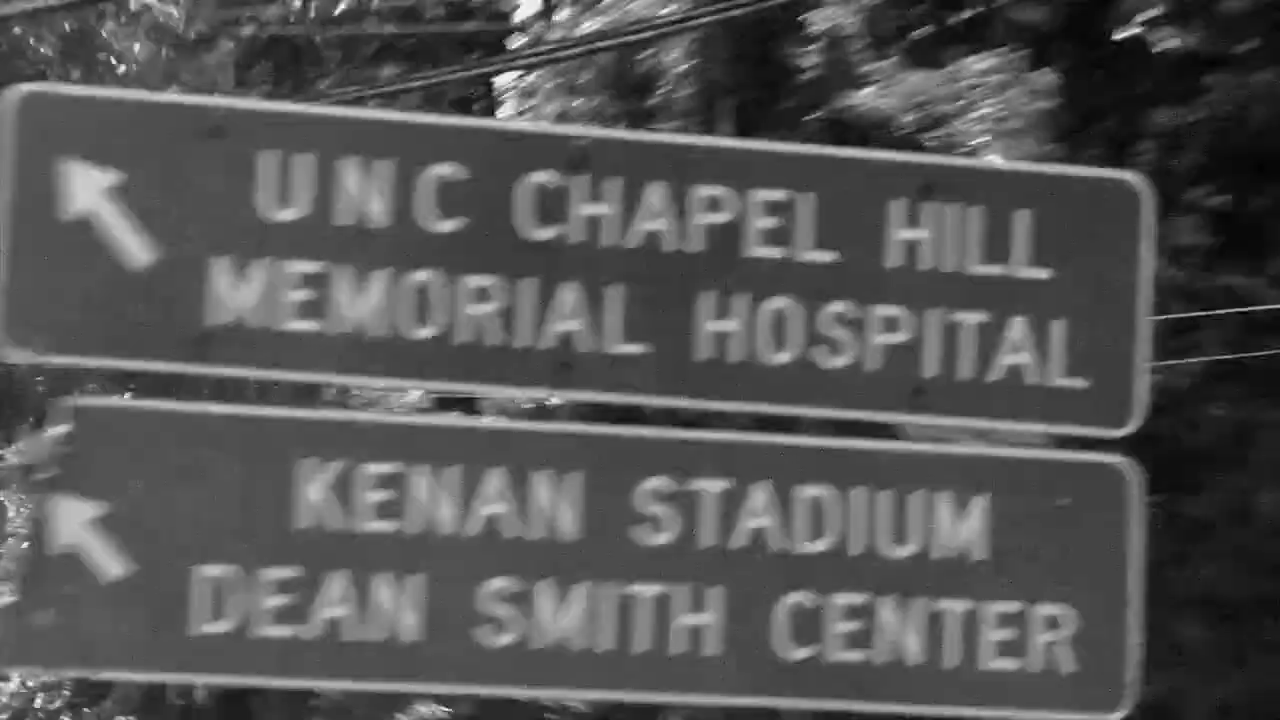 UNC CHAPEL HILL
MEMORIAL HOSPITAL
KENAN STADIUM
DEAN SMITH CENTER